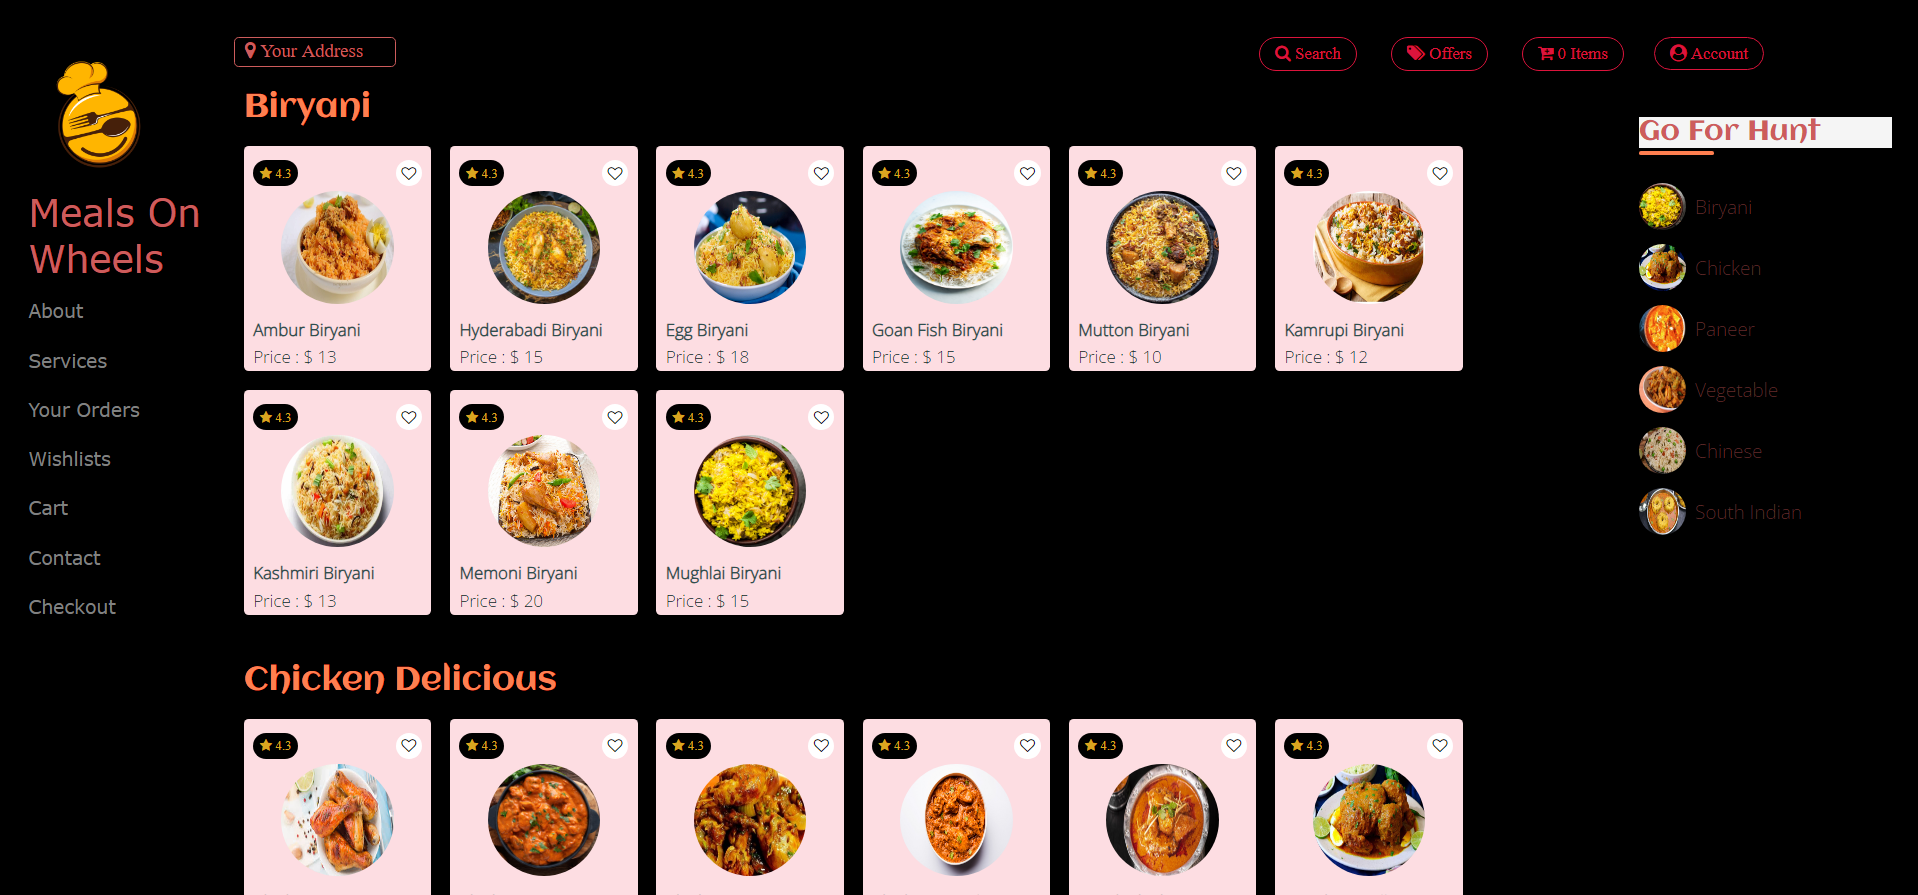 Your Address
Search
Offers
0 Items
Account
Meals On
Wheels
About
Services
Your Orders
Wishlists
Cart
Contact
Checkout
Biryani
4.3
4.3
4.3
4.3
4.3
4.3
Ambur Biryani
Price : $ 13
Hyderabadi Biryani
Price : $ 15
Egg Biryani
Price : $ 18
Goan Fish Biryani
Price : $ 15
Mutton Biryani
Price : $ 10
Kamrupi Biryani
Price : $ 12
4.3
4.3
4.3
Kashmiri Biryani
Price : $ 13
Memoni Biryani
Price : $ 20
Mughlai Biryani
Price : $ 15
Chicken Delicious
4.3
4.3
4.3
4.3
4.3
4.3
Go For Hunt
Biryani
Chicken
Paneer
Vegetable
Chinese
South Indian